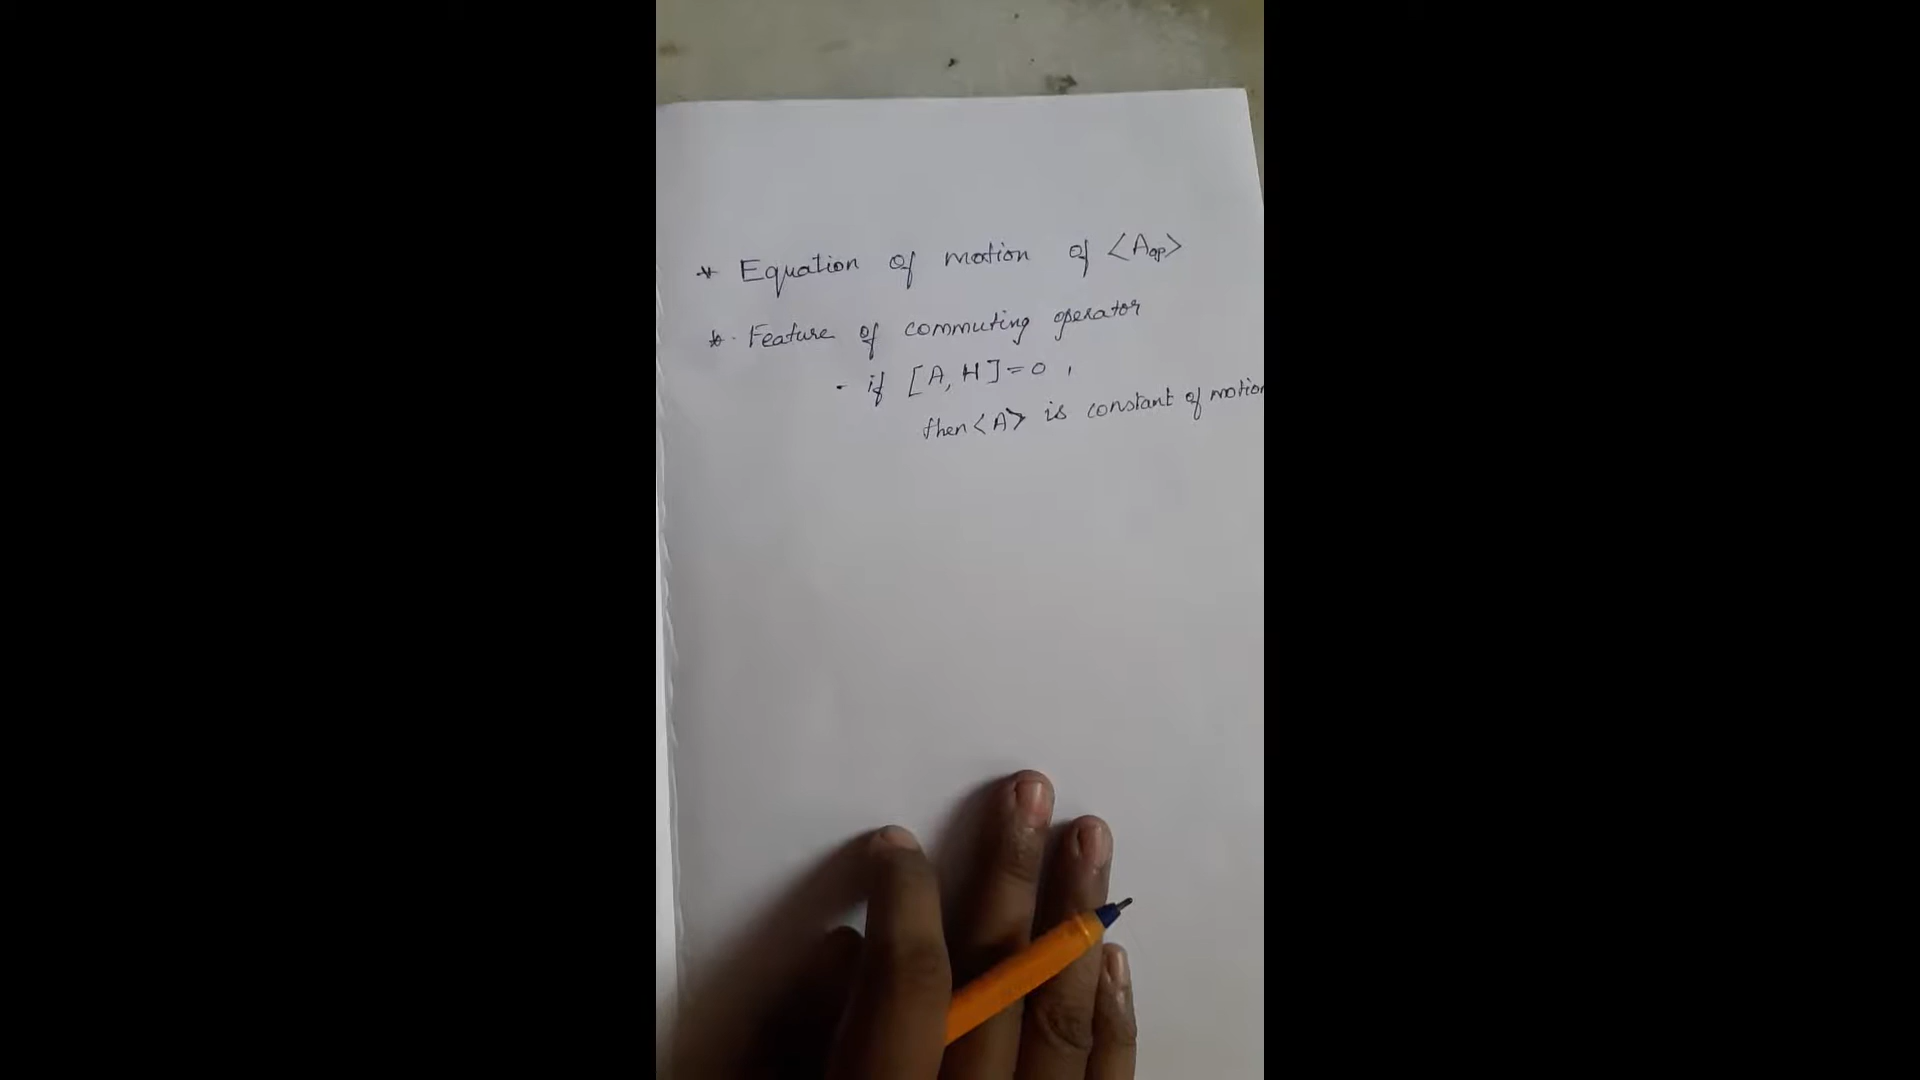 * Equation of motion of <Aop>
* . Feature of commuting operator
- if [A, H] = 0 ,
then <A> is constant of motion